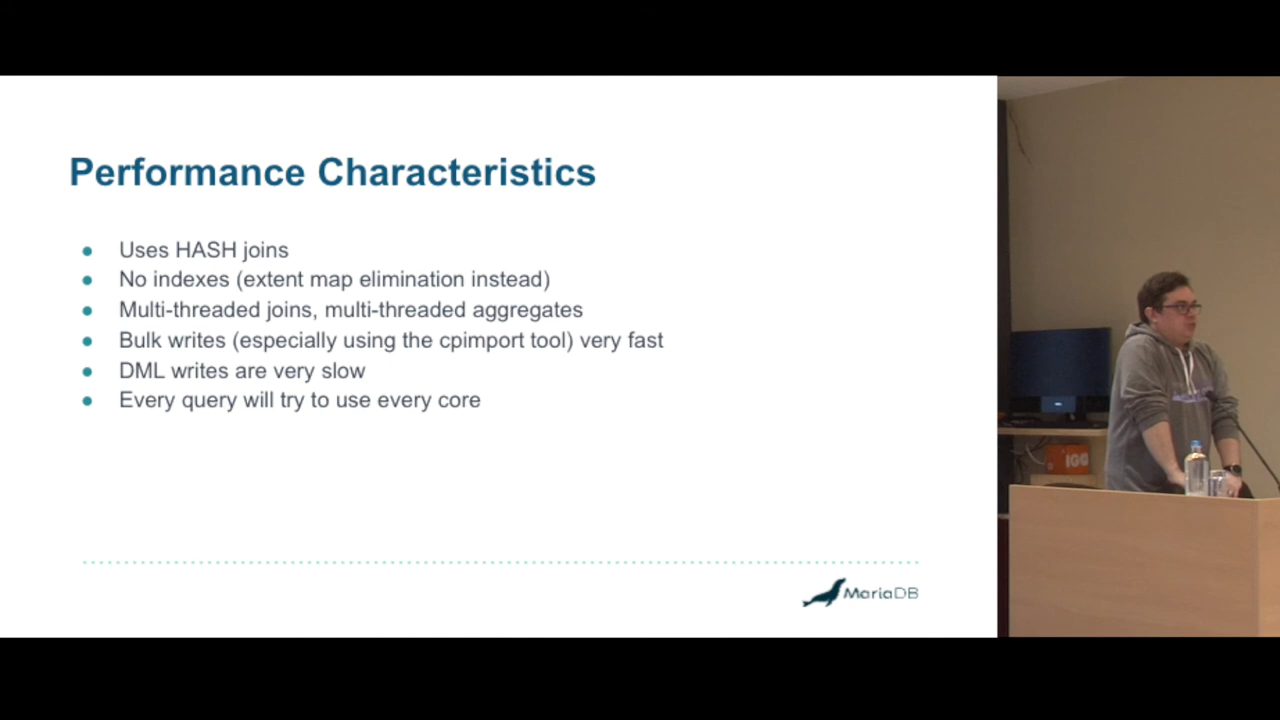 Performance Characteristics
Uses HASH joins
No indexes (extent map elimination instead)
Multi-threaded joins, multi-threaded aggregates
Bulk writes (especially using the cpimport tool) very fast
DML writes are very slow
Every query will try to use every core
MariaDB
IGG